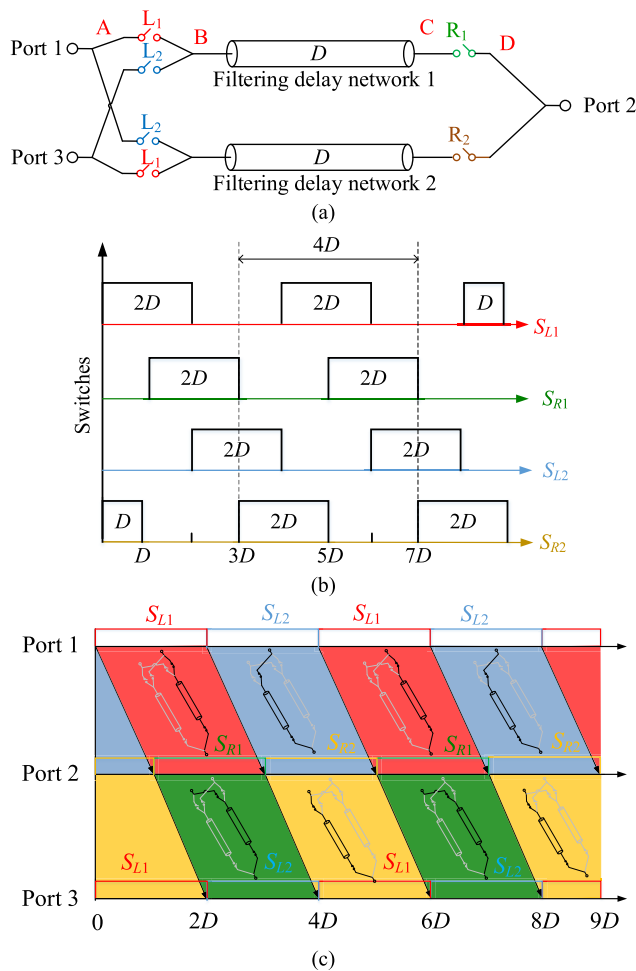 A
L1
B
C
R1
D
Port 1
L2
D
Filtering delay network 1
Port 2
L2
R2
Port 3
L1
D
Filtering delay network 2
(a)
4D
2D
2D
D
SL1
Switches
2D
2D
SR1
2D
2D
SL2
D
2D
2D
D
3D
5D
7D
SR2
(b)
SL1
SL2
SL1
SL2
Port 1
SR1
SR2
SR1
SR2
Port 2
SL1
SL2
SL1
SL2
Port 3
0
2D
4D
6D
8D
9D
(c)